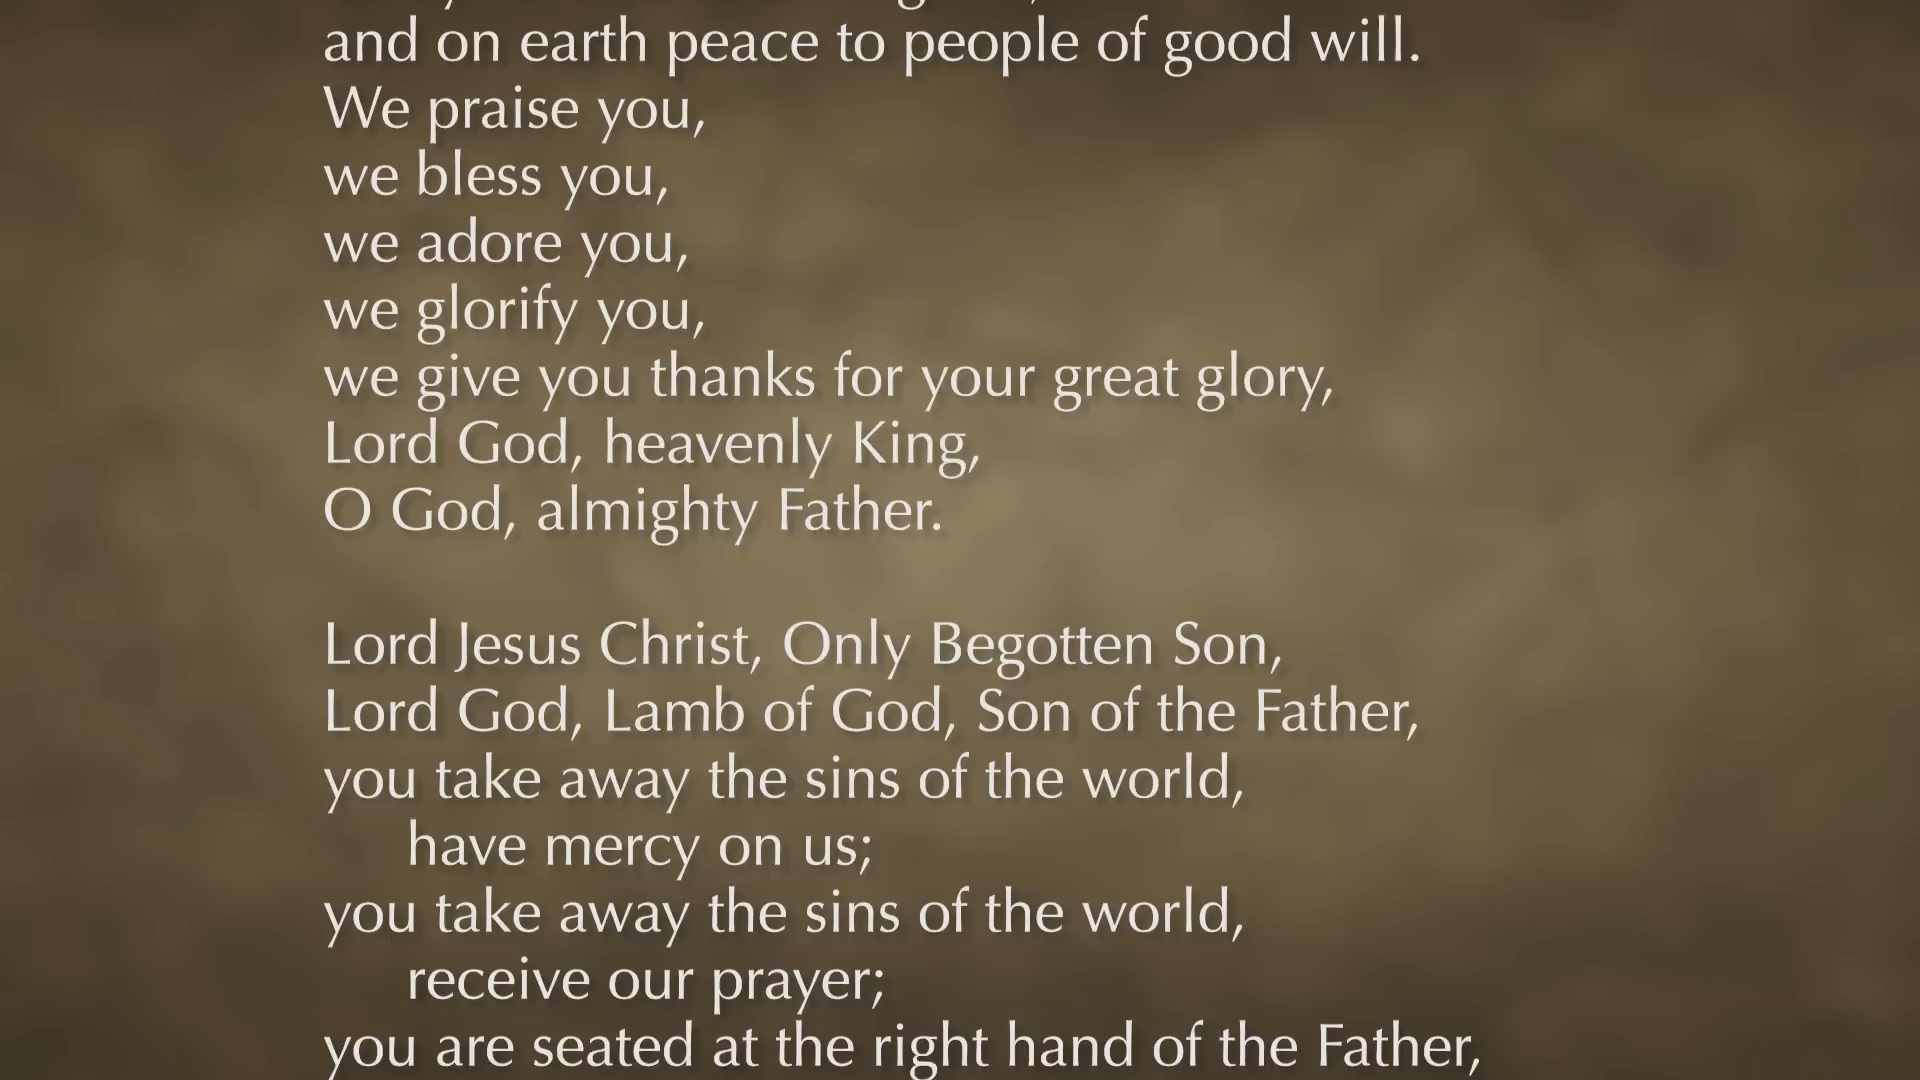 and on earth peace to people of good will.
We praise you,
we bless you,
we adore you,
we glorify you,
we give you thanks for your great glory,
Lord God, heavenly King,
O God, almighty Father.
Lord Jesus Christ, Only Begotten Son,
Lord God, Lamb of God, Son of the Father,
you take away the sins of the world,
have mercy on us;
you take away the sins of the world,
receive our prayer;
you are seated at the right hand of the Father,